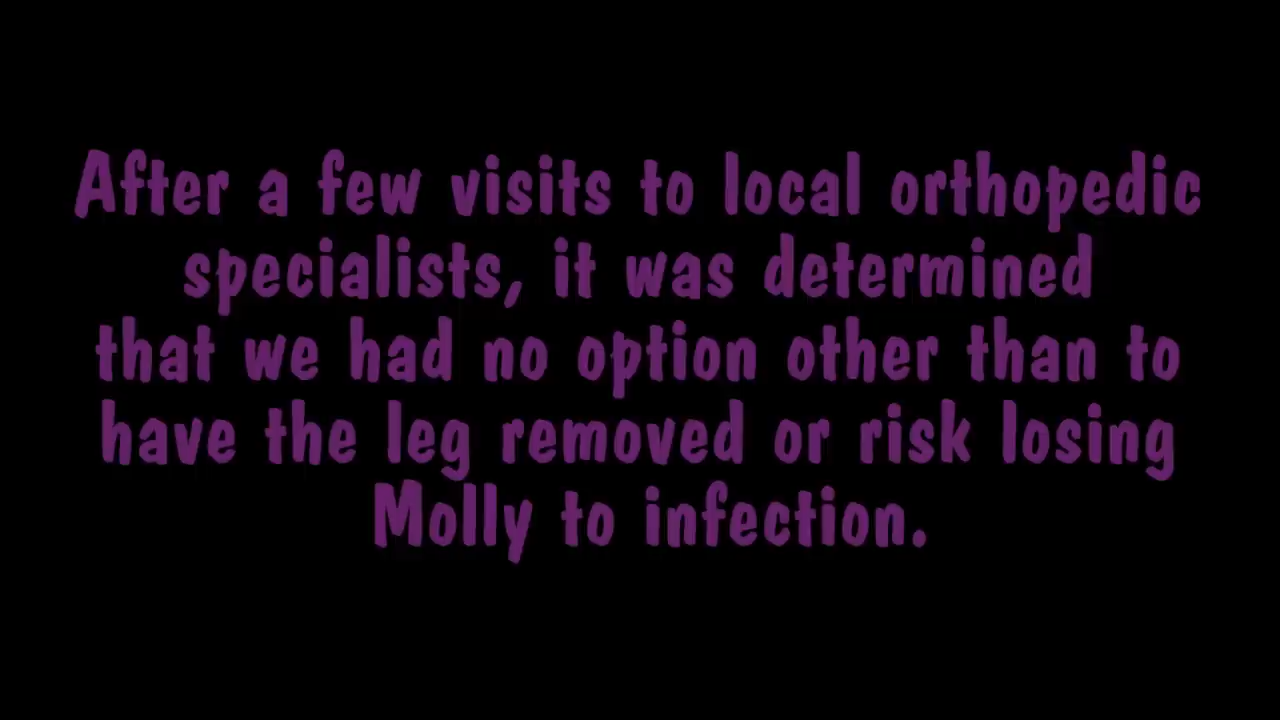 After a few visits to local orthopedic
specialists, it was determined
that we had no option other than to
have the leg removed or risk losing
Molly to infection.